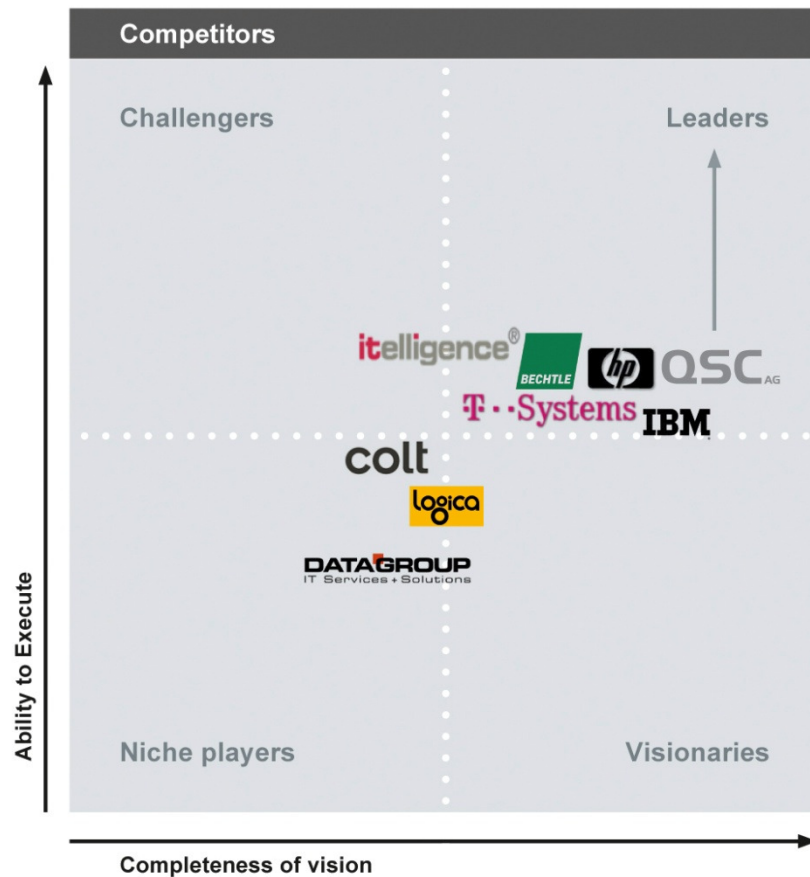 Competitors
Challengers
Leaders
itelligence®
BECHTLE
hp
QSC AG
T··Systems
IBM
colt
logica
DATAGROUP
IT Services + Solutions
Ability to Execute
Niche players
Visionaries
Completeness of vision